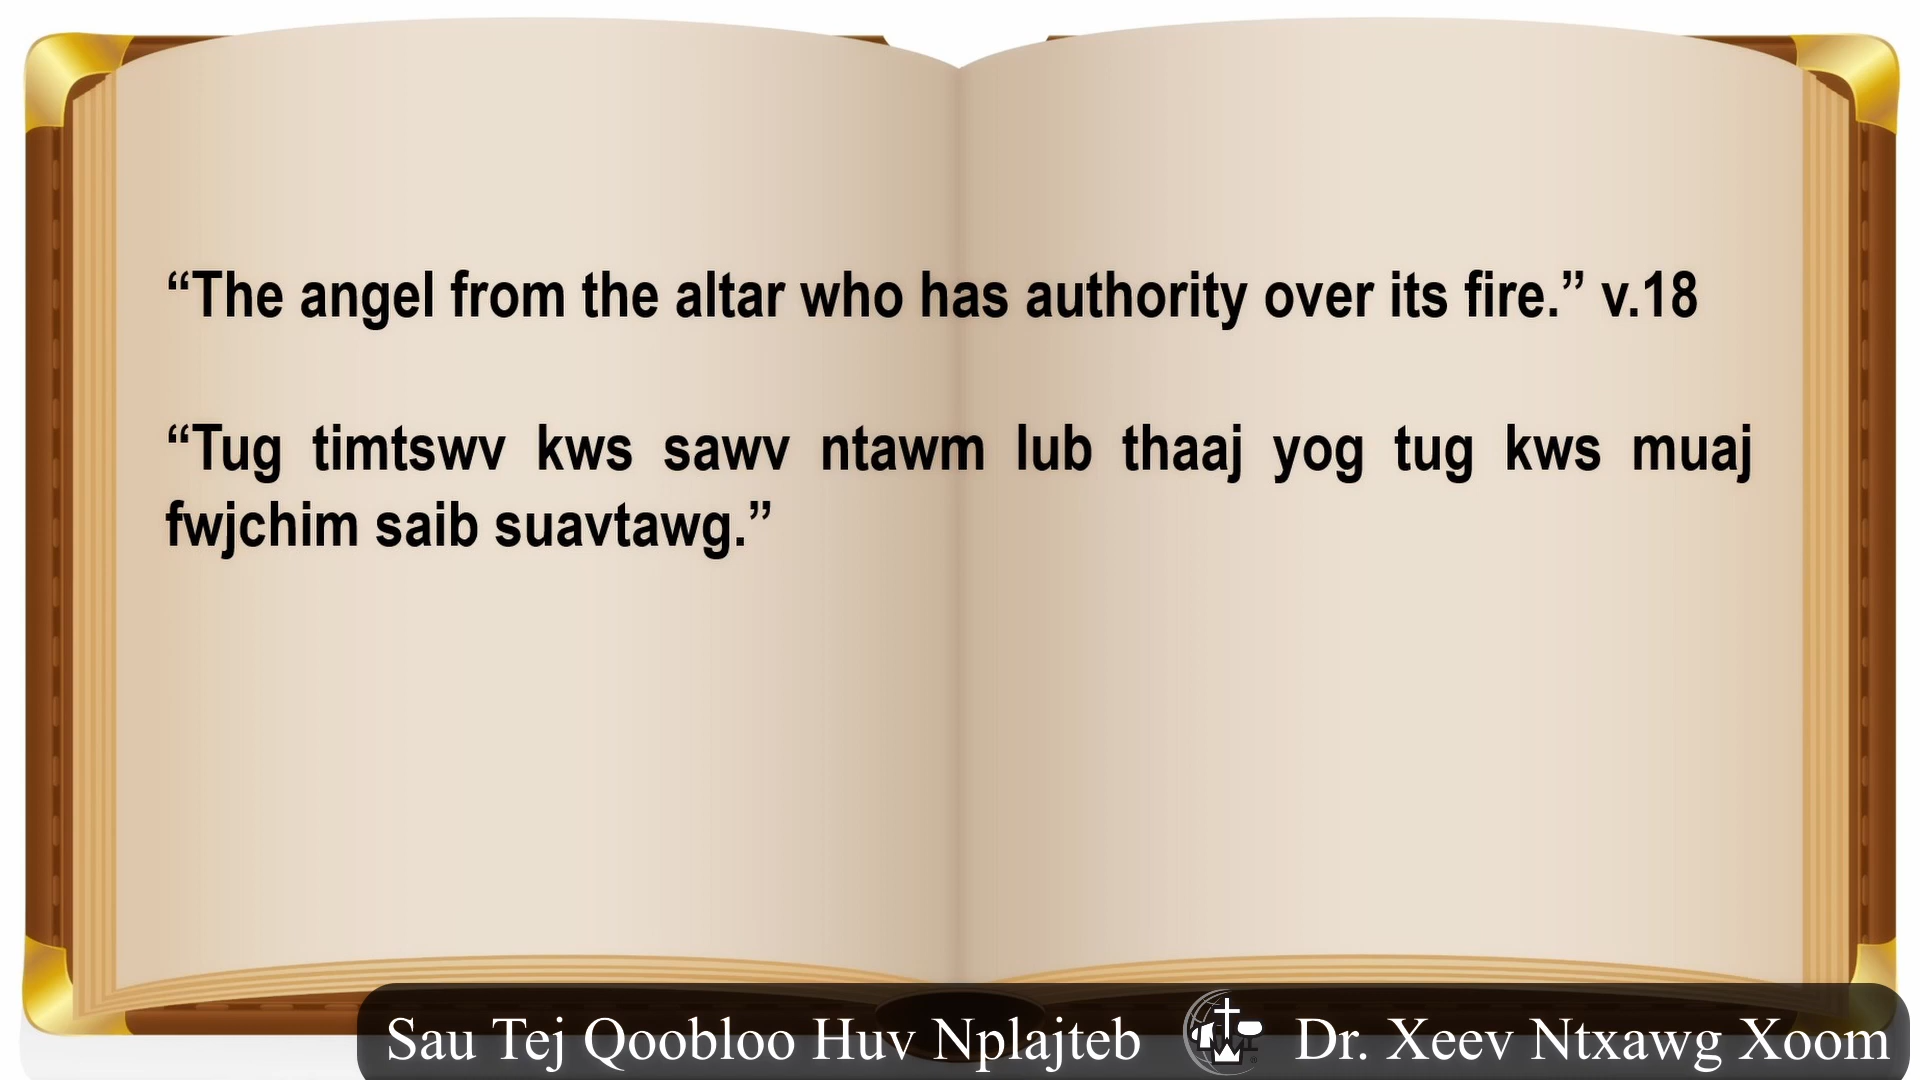 “The angel from the altar who has authority over its fire.” v.18
“Tug timtswv kws sawv ntawm lub thaaj yog tug kws muaj
fwjchim saib suavtawg.”
Sau Tej Qoobloo Huv Nplajteb
Dr. Xeev Ntxawg Xoom